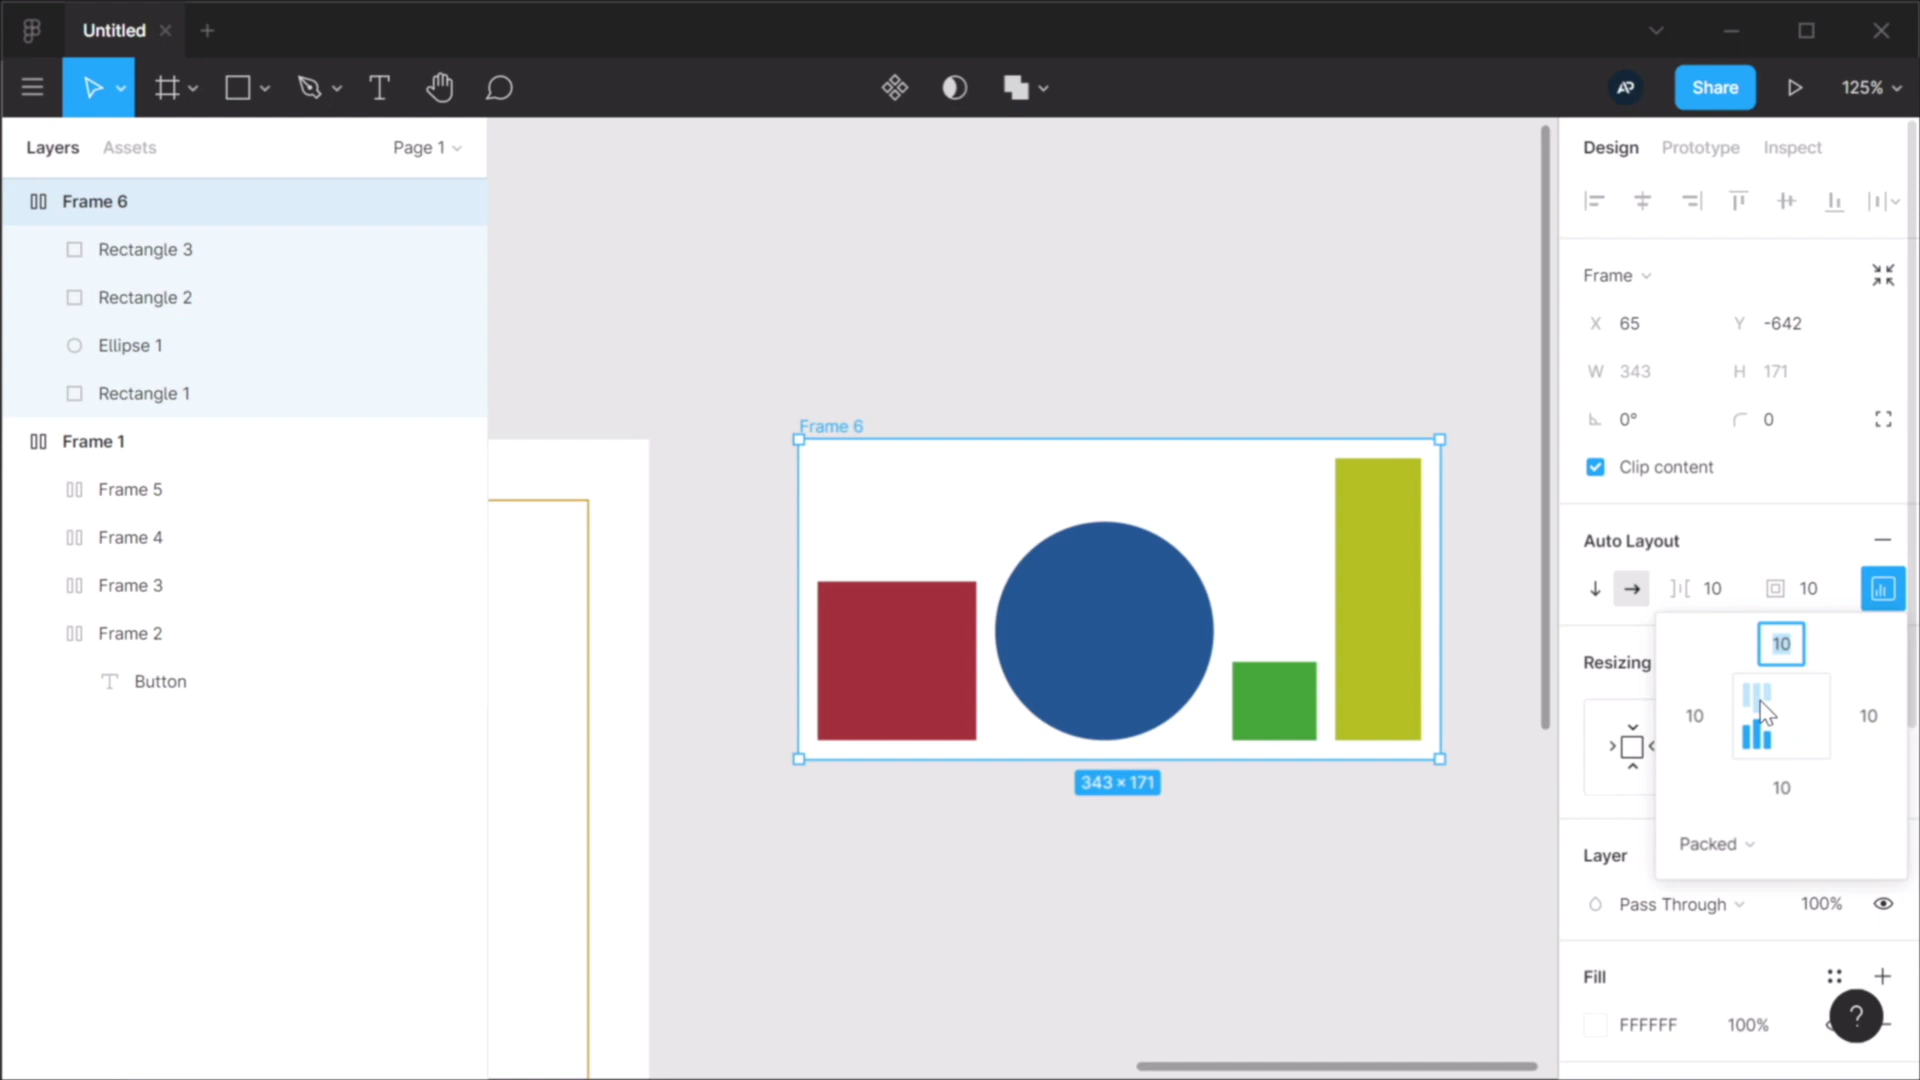 Untitled
AP
Share
125%
Layers
Assets
Page 1
Design
Prototype
Inspect
Frame 6
Rectangle 3
Rectangle 2
Ellipse 1
Rectangle 1
Frame 1
Frame 5
Frame 4
Frame 3
Frame 2
Button
Frame 6
343 × 171
Frame
X 65
Y -642
W 343
H 171
0°
0
Clip content
Auto Layout
10
10
10
10
10
10
Packed
Resizing
Layer
Pass Through
100%
Fill
FFFFFF
100%
?